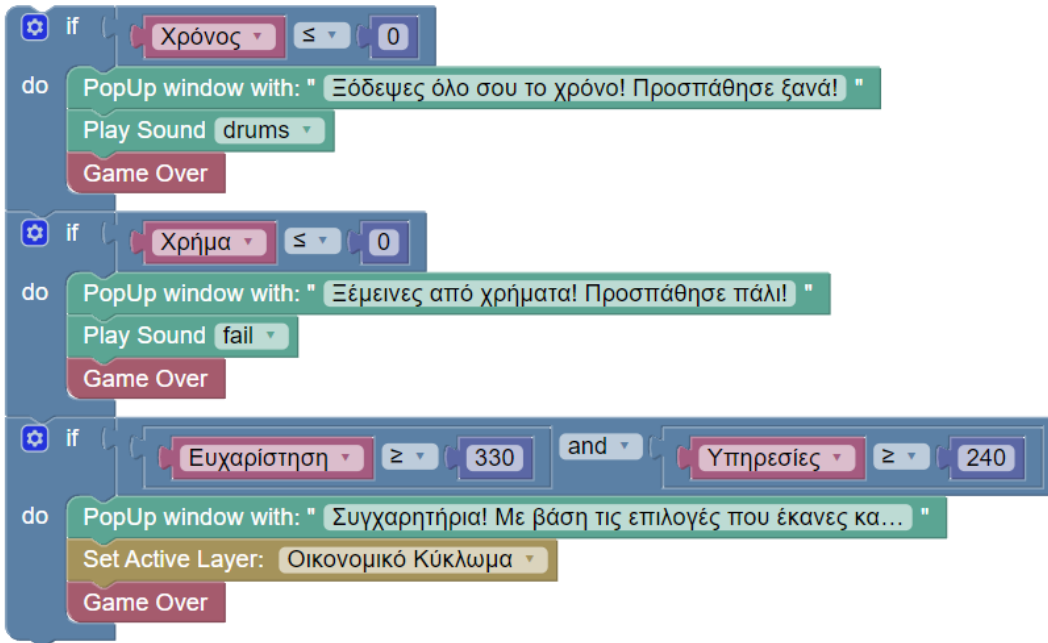 if Χρόνος ≤ 0
do PopUp window with: " Ξόδεψες όλο σου το χρόνο! Προσπάθησε ξανά! "
Play Sound drums
Game Over
if Χρήμα ≤ 0
do PopUp window with: " Ξέμεινες από χρήματα! Προσπάθησε πάλι! "
Play Sound fail
Game Over
if Ευχαρίστηση ≥ 330 and Υπηρεσίες ≥ 240
do PopUp window with: " Συγχαρητήρια! Με βάση τις επιλογές που έκανες κα... "
Set Active Layer: Οικονομικό Κύκλωμα
Game Over